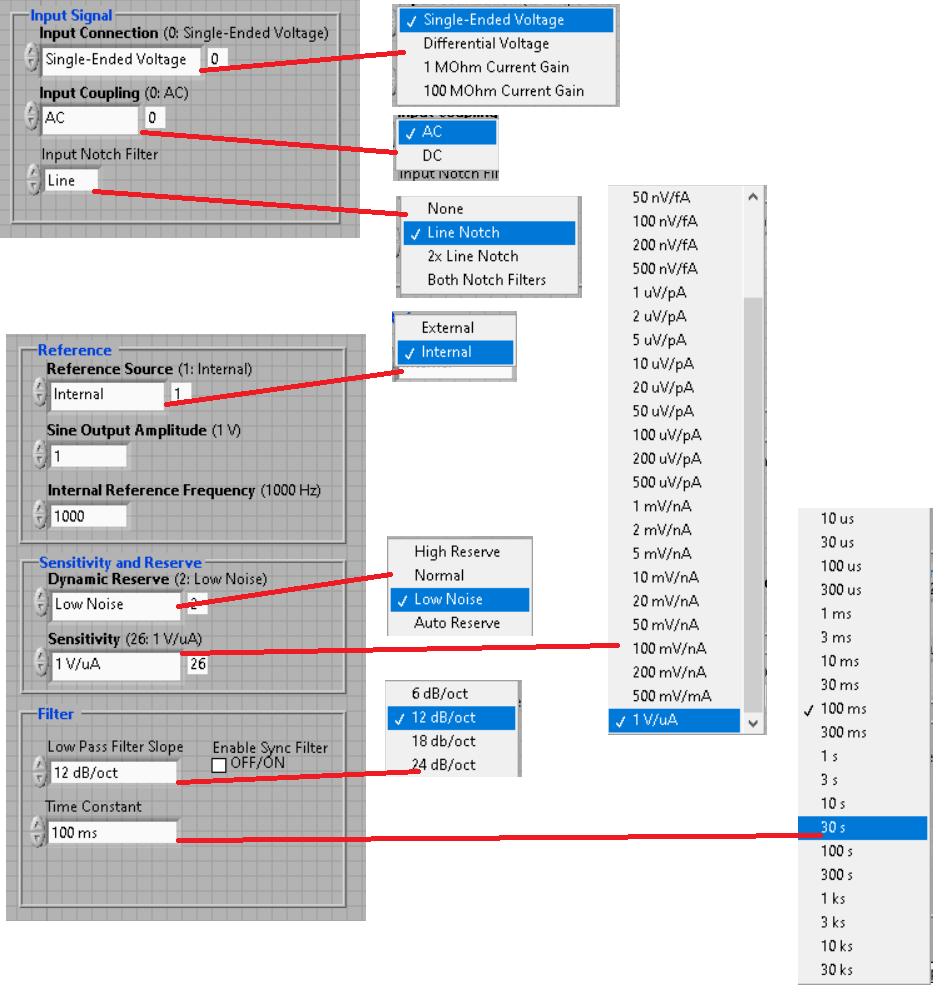 Input Signal
Input Connection (0: Single-Ended Voltage)
Single-Ended Voltage 0
Input Coupling (0: AC)
AC 0
Input Notch Filter
Line
✓ Single-Ended Voltage
Differential Voltage
1 MOhm Current Gain
100 MOhm Current Gain
✓ AC
DC
Input Notch Fil
None
✓ Line Notch
2x Line Notch
Both Notch Filters
Reference
Reference Source (1: Internal)
Internal 1
Sine Output Amplitude (1 V)
1
Internal Reference Frequency (1000 Hz)
1000
External
✓ Internal
Sensitivity and Reserve
Dynamic Reserve (2: Low Noise)
Low Noise 2
Sensitivity (26: 1 V/uA)
1 V/uA 26
High Reserve
Normal
✓ Low Noise
Auto Reserve
50 nV/fA
100 nV/fA
200 nV/fA
500 nV/fA
1 uV/pA
2 uV/pA
5 uV/pA
10 uV/pA
20 uV/pA
50 uV/pA
100 uV/pA
200 uV/pA
500 uV/pA
1 mV/nA
2 mV/nA
5 mV/nA
10 mV/nA
20 mV/nA
50 mV/nA
100 mV/nA
200 mV/nA
500 mV/mA
✓ 1 V/uA
Filter
Low Pass Filter Slope
12 dB/oct
Enable Sync Filter
OFF/ON
Time Constant
100 ms
6 dB/oct
✓ 12 dB/oct
18 db/oct
24 dB/oct
10 us
30 us
100 us
300 us
1 ms
3 ms
10 ms
30 ms
✓ 100 ms
300 ms
1 s
3 s
10 s
30 s
100 s
300 s
1 ks
3 ks
10 ks
30 ks